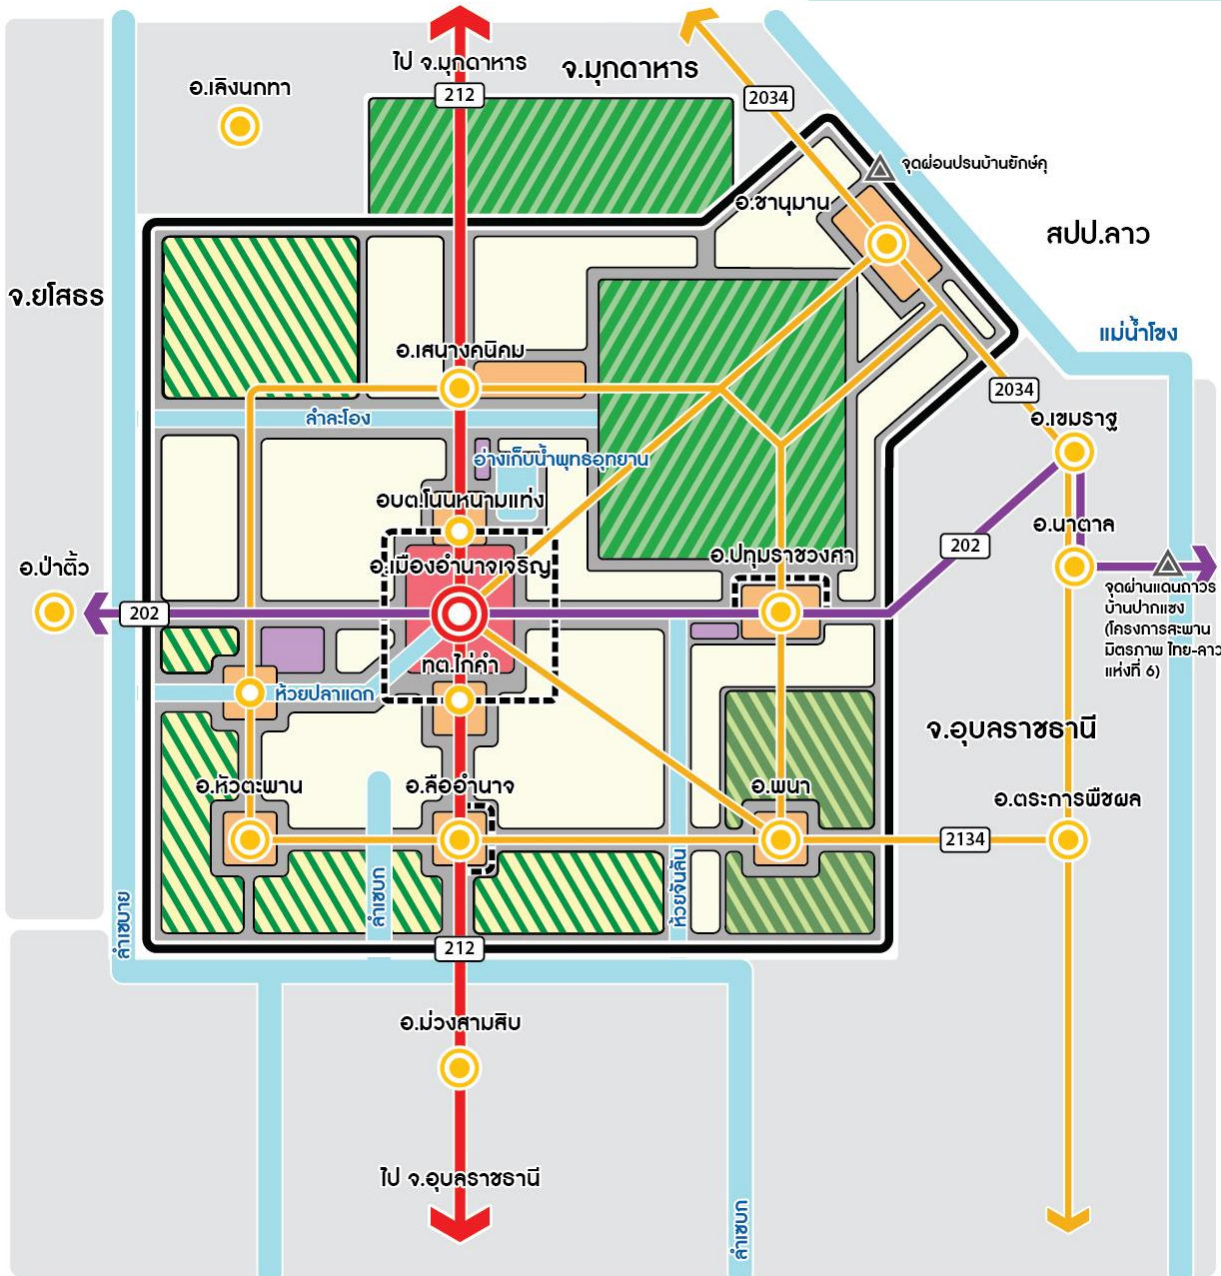 ไป จ.มุกดาหาร
จ.มุกดาหาร
212
อ.เลิงนกทา
2034
จุดผ่อนปรนบ้านยักษ์คุ
อ.ชานุมาน
สปป.ลาว
จ.ยโสธร
แม่น้ำโขง
อ.เสนางคนิคม
2034
ลำละโอง
อ.เขมราฐ
อ่างเก็บน้ำพุทธอุทยาน
อบต.โนนหนามแท่ง
อ.นาตาล
202
อ.ปทุมราชวงศา
อ.เมืองอำนาจเจริญ
อ.ป่าติ้ว
202
จุดผ่านแดนถาวร
บ้านปากแซง
(โครงการสะพาน
มิตรภาพ ไทย-ลาว
แห่งที่ 6)
ทต.ไก่คำ
ห้วยปลาแดก
จ.อุบลราชธานี
อ.หัวตะพาน
อ.ลืออำนาจ
อ.พนา
อ.ตระการพืชผล
2134
ลำเซบาย
ลำเซบก
ห้วยจันลัน
212
อ.ม่วงสามสิบ
ไป จ.อุบลราชธานี
ลำเซบก